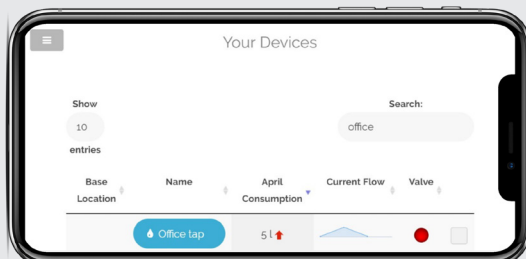 Your Devices
Show
10
entries
Search:
office
Base Location
Name
April Consumption
Current Flow
Valve
Office tap
5 l